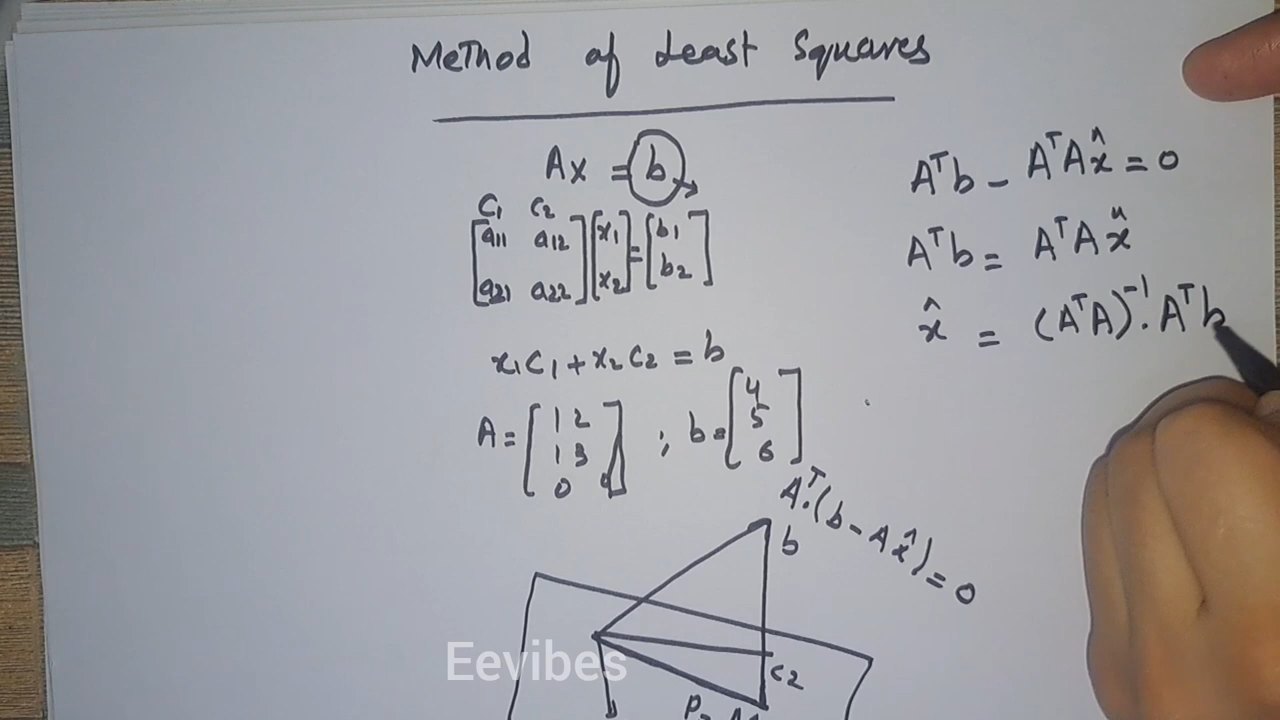 Method of Least Squares
Ax = b
C1 C2
[a11 a12] [x1] = [b1]
[a21 a22] [x2] [b2]
x1C1 + x2C2 = b
A = [1 2; 1 3; 0 0] ; b = [4; 5; 6]
A.ᵀ(b - Ax̂) = 0
b
C2
P =
Aᵀb - AᵀAx̂ = 0
Aᵀb = AᵀAx̂
x̂ = (AᵀA)⁻¹. Aᵀb
Eevibes